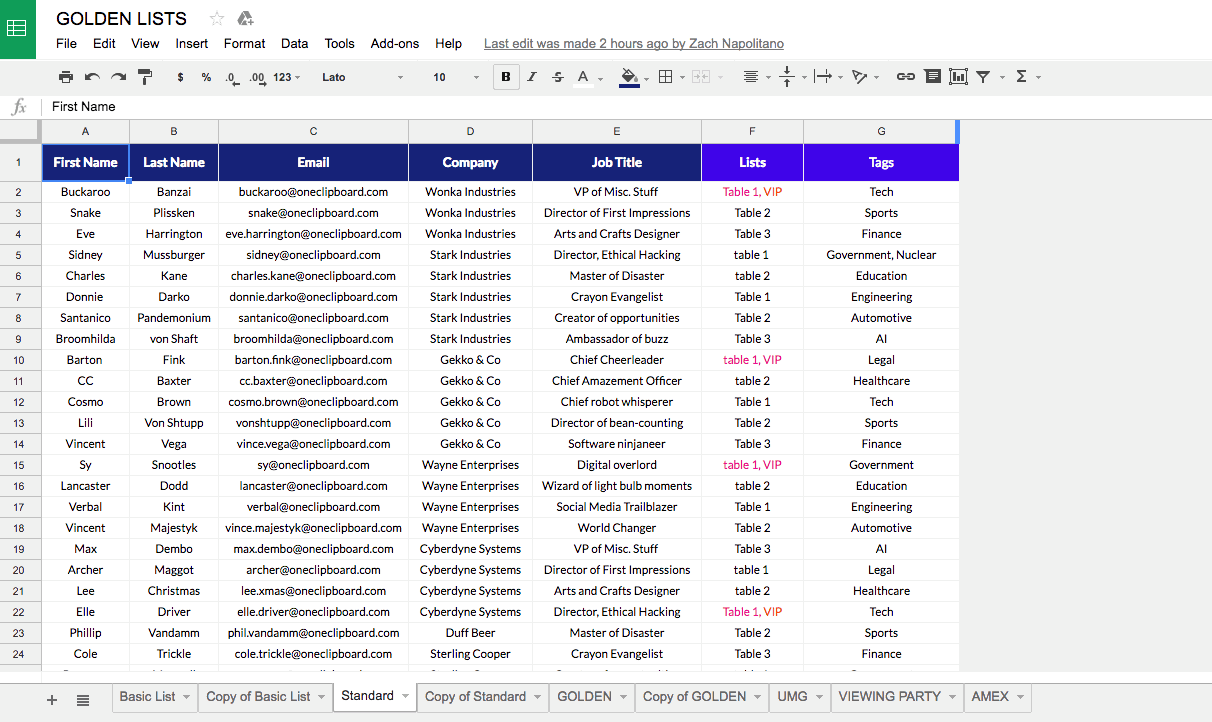 GOLDEN LISTS
File Edit View Insert Format Data Tools Add-ons Help Last edit was made 2 hours ago by Zach Napolitano
$ % .0 .00 123 Lato 10 B I S A Σ
fx First Name
A B C D E F G
1 First Name Last Name Email Company Job Title Lists Tags
2 Buckaroo Banzai buckaroo@oneclipboard.com Wonka Industries VP of Misc. Stuff Table 1, VIP Tech
3 Snake Plissken snake@oneclipboard.com Wonka Industries Director of First Impressions Table 2 Sports
4 Eve Harrington eve.harrington@oneclipboard.com Wonka Industries Arts and Crafts Designer Table 3 Finance
5 Sidney Mussburger sidney@oneclipboard.com Stark Industries Director, Ethical Hacking table 1 Government, Nuclear
6 Charles Kane charles.kane@oneclipboard.com Stark Industries Master of Disaster table 2 Education
7 Donnie Darko donnie.darko@oneclipboard.com Stark Industries Crayon Evangelist Table 1 Engineering
8 Santanico Pandemonium santanico@oneclipboard.com Stark Industries Creator of opportunities Table 2 Automotive
9 Broomhilda von Shaft broomhilda@oneclipboard.com Stark Industries Ambassador of buzz Table 3 AI
10 Barton Fink barton.fink@oneclipboard.com Gekko & Co Chief Cheerleader table 1, VIP Legal
11 CC Baxter cc.baxter@oneclipboard.com Gekko & Co Chief Amazement Officer table 2 Healthcare
12 Cosmo Brown cosmo.brown@oneclipboard.com Gekko & Co Chief robot whisperer Table 1 Tech
13 Lili Von Shtupp vonshtupp@oneclipboard.com Gekko & Co Director of bean-counting Table 2 Sports
14 Vincent Vega vince.vega@oneclipboard.com Gekko & Co Software ninjaneer Table 3 Finance
15 Sy Snootles sy@oneclipboard.com Wayne Enterprises Digital overlord table 1, VIP Government
16 Lancaster Dodd lancaster@oneclipboard.com Wayne Enterprises Wizard of light bulb moments table 2 Education
17 Verbal Kint verbal@oneclipboard.com Wayne Enterprises Social Media Trailblazer Table 1 Engineering
18 Vincent Majestyk vince.majestyk@oneclipboard.com Wayne Enterprises World Changer Table 2 Automotive
19 Max Dembo max.dembo@oneclipboard.com Cyberdyne Systems VP of Misc. Stuff Table 3 AI
20 Archer Maggot archer@oneclipboard.com Cyberdyne Systems Director of First Impressions table 1 Legal
21 Lee Christmas lee.xmas@oneclipboard.com Cyberdyne Systems Arts and Crafts Designer table 2 Healthcare
22 Elle Driver elle.driver@oneclipboard.com Cyberdyne Systems Director, Ethical Hacking Table 1, VIP Tech
23 Phillip Vandamm phil.vandamm@oneclipboard.com Duff Beer Master of Disaster Table 2 Sports
24 Cole Trickle cole.trickle@oneclipboard.com Sterling Cooper Crayon Evangelist Table 3 Finance
Basic List Copy of Basic List Standard Copy of Standard GOLDEN Copy of GOLDEN UMG VIEWING PARTY AMEX